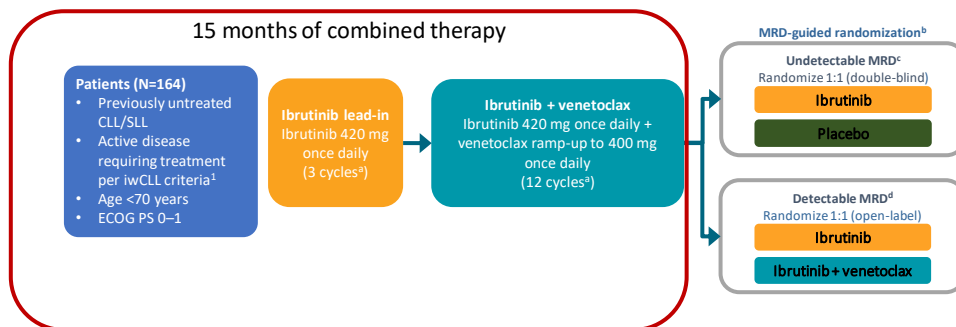 15 months of combined therapy
Patients (N=164)
• Previously untreated
CLL/SLL
• Active disease
requiring treatment
per iwCLL criteria¹
• Age <70 years
• ECOG PS 0–1
Ibrutinib lead-in
Ibrutinib 420 mg
once daily
(3 cyclesᵃ)
Ibrutinib + venetoclax
Ibrutinib 420 mg once daily +
venetoclax ramp-up to 400 mg
once daily
(12 cyclesᵃ)
MRD-guided randomizationᵇ
Undetectable MRDᶜ
Randomize 1:1 (double-blind)
Ibrutinib
Placebo
Detectable MRDᵈ
Randomize 1:1 (open-label)
Ibrutinib
Ibrutinib + venetoclax